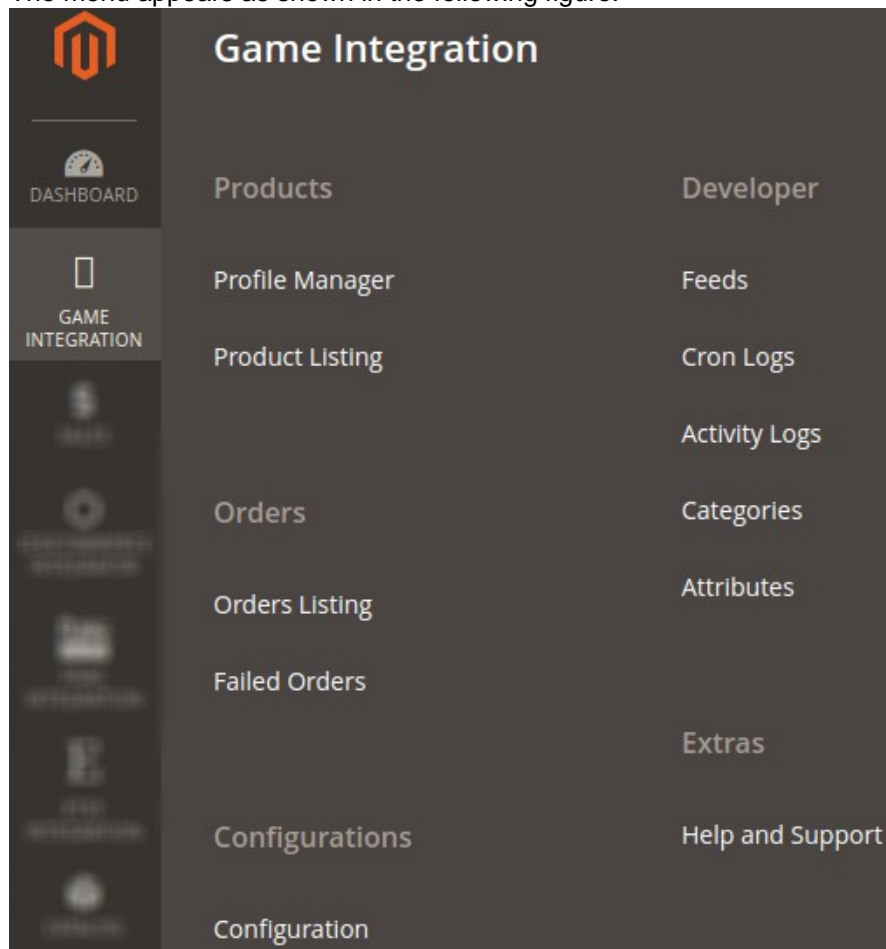 The menu appears as shown in the following figure:
Game Integration
DASHBOARD
GAME
INTEGRATION
Products
Profile Manager
Product Listing
Orders
Orders Listing
Failed Orders
Configurations
Configuration
Developer
Feeds
Cron Logs
Activity Logs
Categories
Attributes
Extras
Help and Support